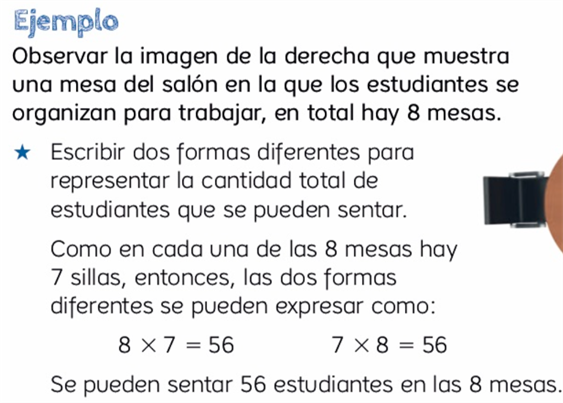 Ejemplo
Observar la imagen de la derecha que muestra
una mesa del salón en la que los estudiantes se
organizan para trabajar, en total hay 8 mesas.
★ Escribir dos formas diferentes para
representar la cantidad total de
estudiantes que se pueden sentar.
Como en cada una de las 8 mesas hay
7 sillas, entonces, las dos formas
diferentes se pueden expresar como:
8 × 7 = 56 7 × 8 = 56
Se pueden sentar 56 estudiantes en las 8 mesas.